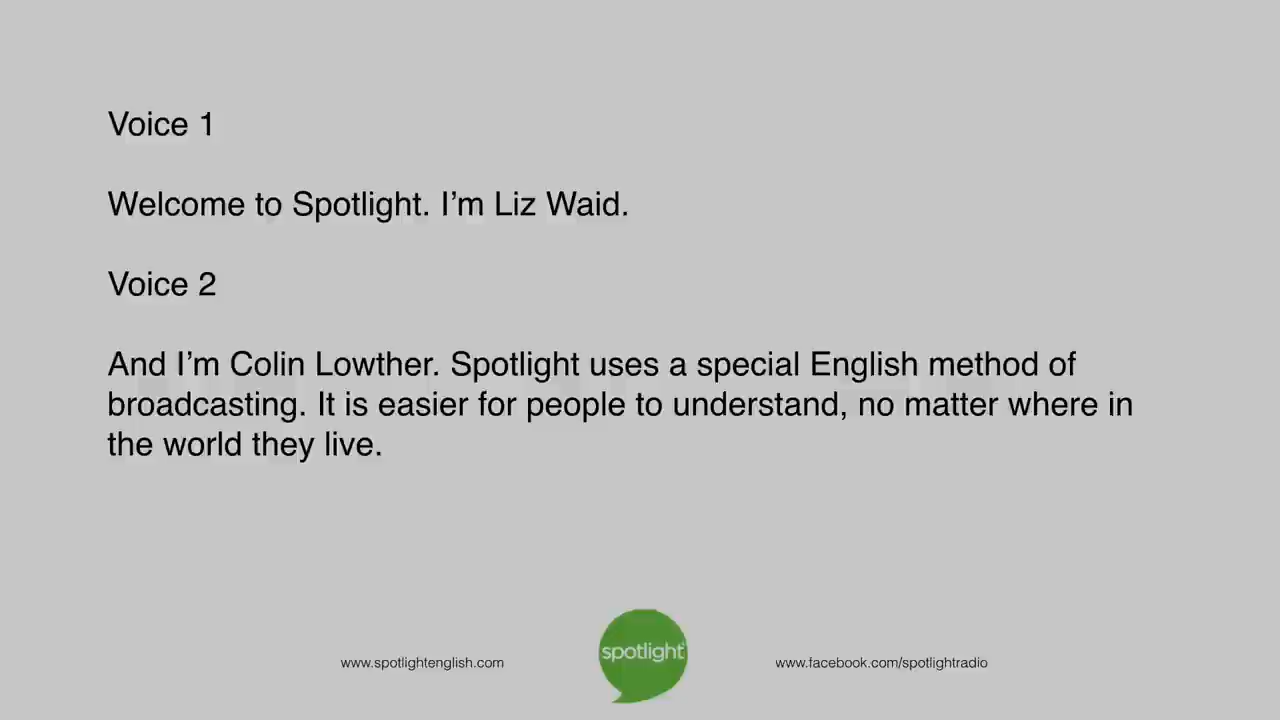 Voice 1
Welcome to Spotlight. I’m Liz Waid.
Voice 2
And I’m Colin Lowther. Spotlight uses a special English method of
broadcasting. It is easier for people to understand, no matter where in
the world they live.
www.spotlightenglish.com
spotlight
www.facebook.com/spotlightradio